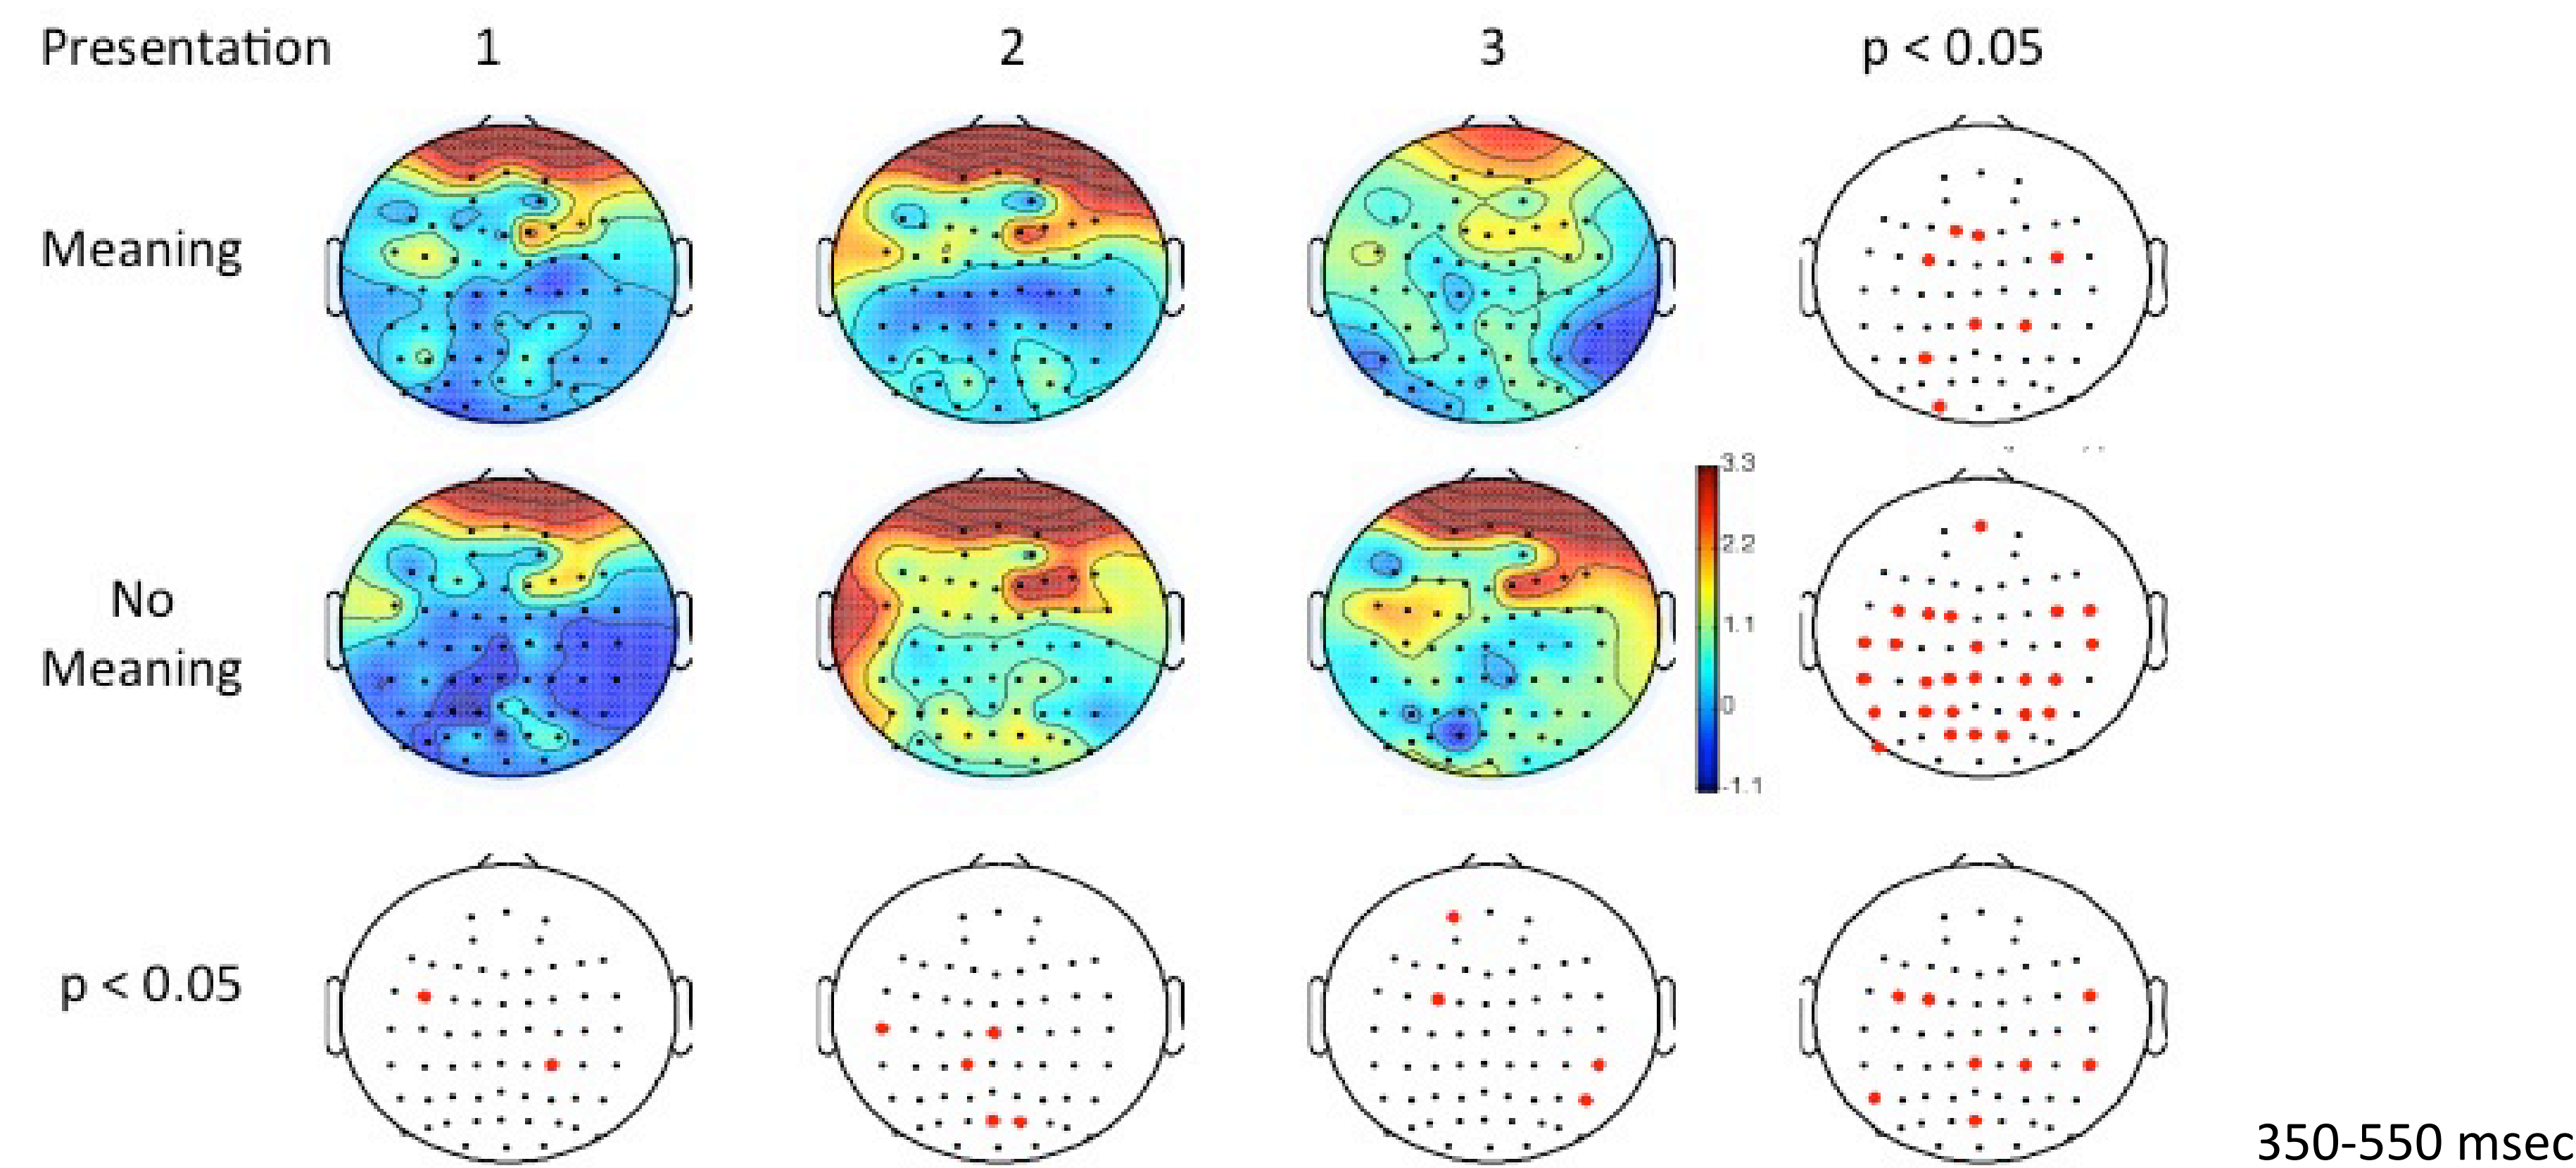 Presentation 1 2 3 p < 0.05
Meaning
3.3
2.2
No
Meaning
1.1
0
-1.1
p < 0.05
350-550 msec